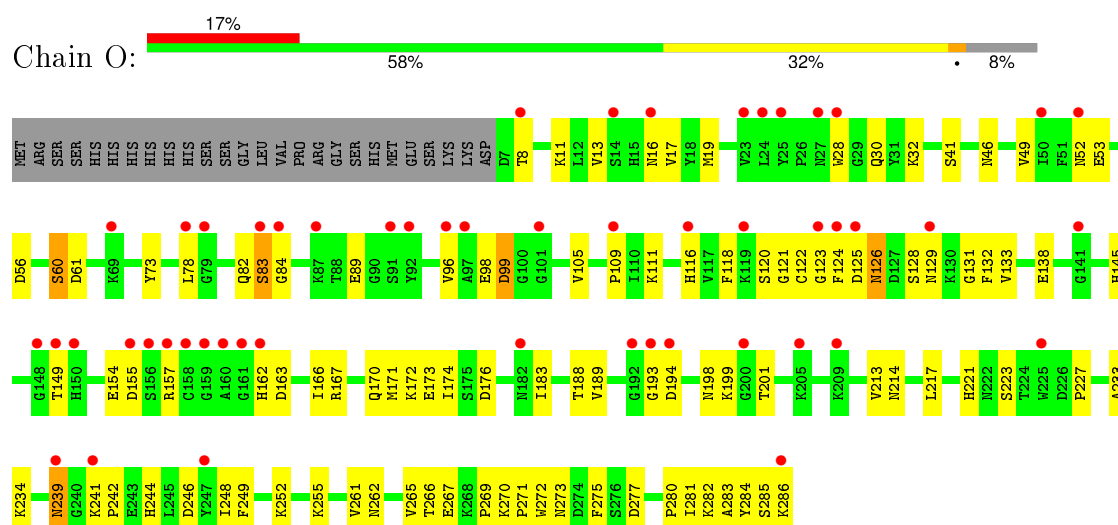 17%
Chain O:
58% 32% • 8%
MET ARG SER SER HIS HIS HIS HIS HIS HIS SER SER GLY LEU VAL PRO ARG GLY SER HIS MET GLU SER LYS LYS ASP D7 T8 K11 L12 V13 S14 H15 N16 V17 Y18 M19 V23 L24 Y25 P26 N27 W28 G29 Q30 Y31 K32 S41 N46 V49 I50 F51 N52 E53
D56 S60 D61 K69 Y73 L78 G79 Q82 S83 G84 K87 T88 E89 G90 S91 Y92 V96 A97 E98 D99 G100 G101 V105 P109 I110 K111 H116 V117 F118 K119 S120 G121 C122 G123 F124 D125 N126 D127 S128 N129 K130 G131 F132 V133 E138 G141 H145
G148 T149 H150 E154 D155 S156 R157 C158 G159 A160 G161 H162 D163 I166 R167 Q170 M171 K172 E173 I174 S175 D176 N182 I183 T188 V189 G192 G193 D194 N198 K199 G200 T201 K205 K209 V213 N214 L217 H221 N222 S223 T224 W225 D226 P227 A233
K234 N239 G240 K241 P242 E243 H244 L245 D246 Y247 I248 F249 K252 K255 V261 N262 V265 T266 E267 K268 P269 K270 P271 W272 N273 D274 F275 S276 D277 P280 I281 K282 A283 Y284 S285 K286